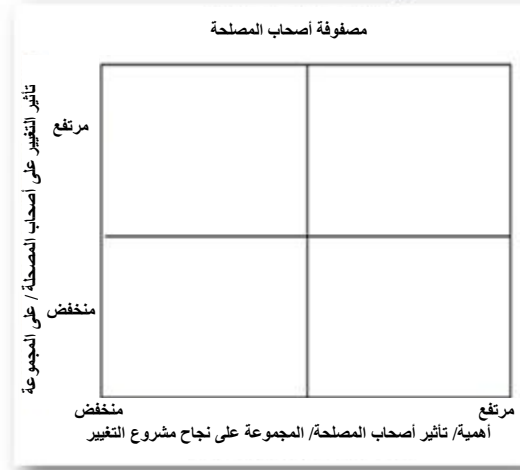 مصفوفة أصحاب المصلحة
تأثير التغيير على أصحاب المصحلة / على المجموعة
مرتفع
منخفض
منخفض
مرتفع
أهمية/ تأثير أصحاب المصلحة/ المجموعة على نجاح مشروع التغيير